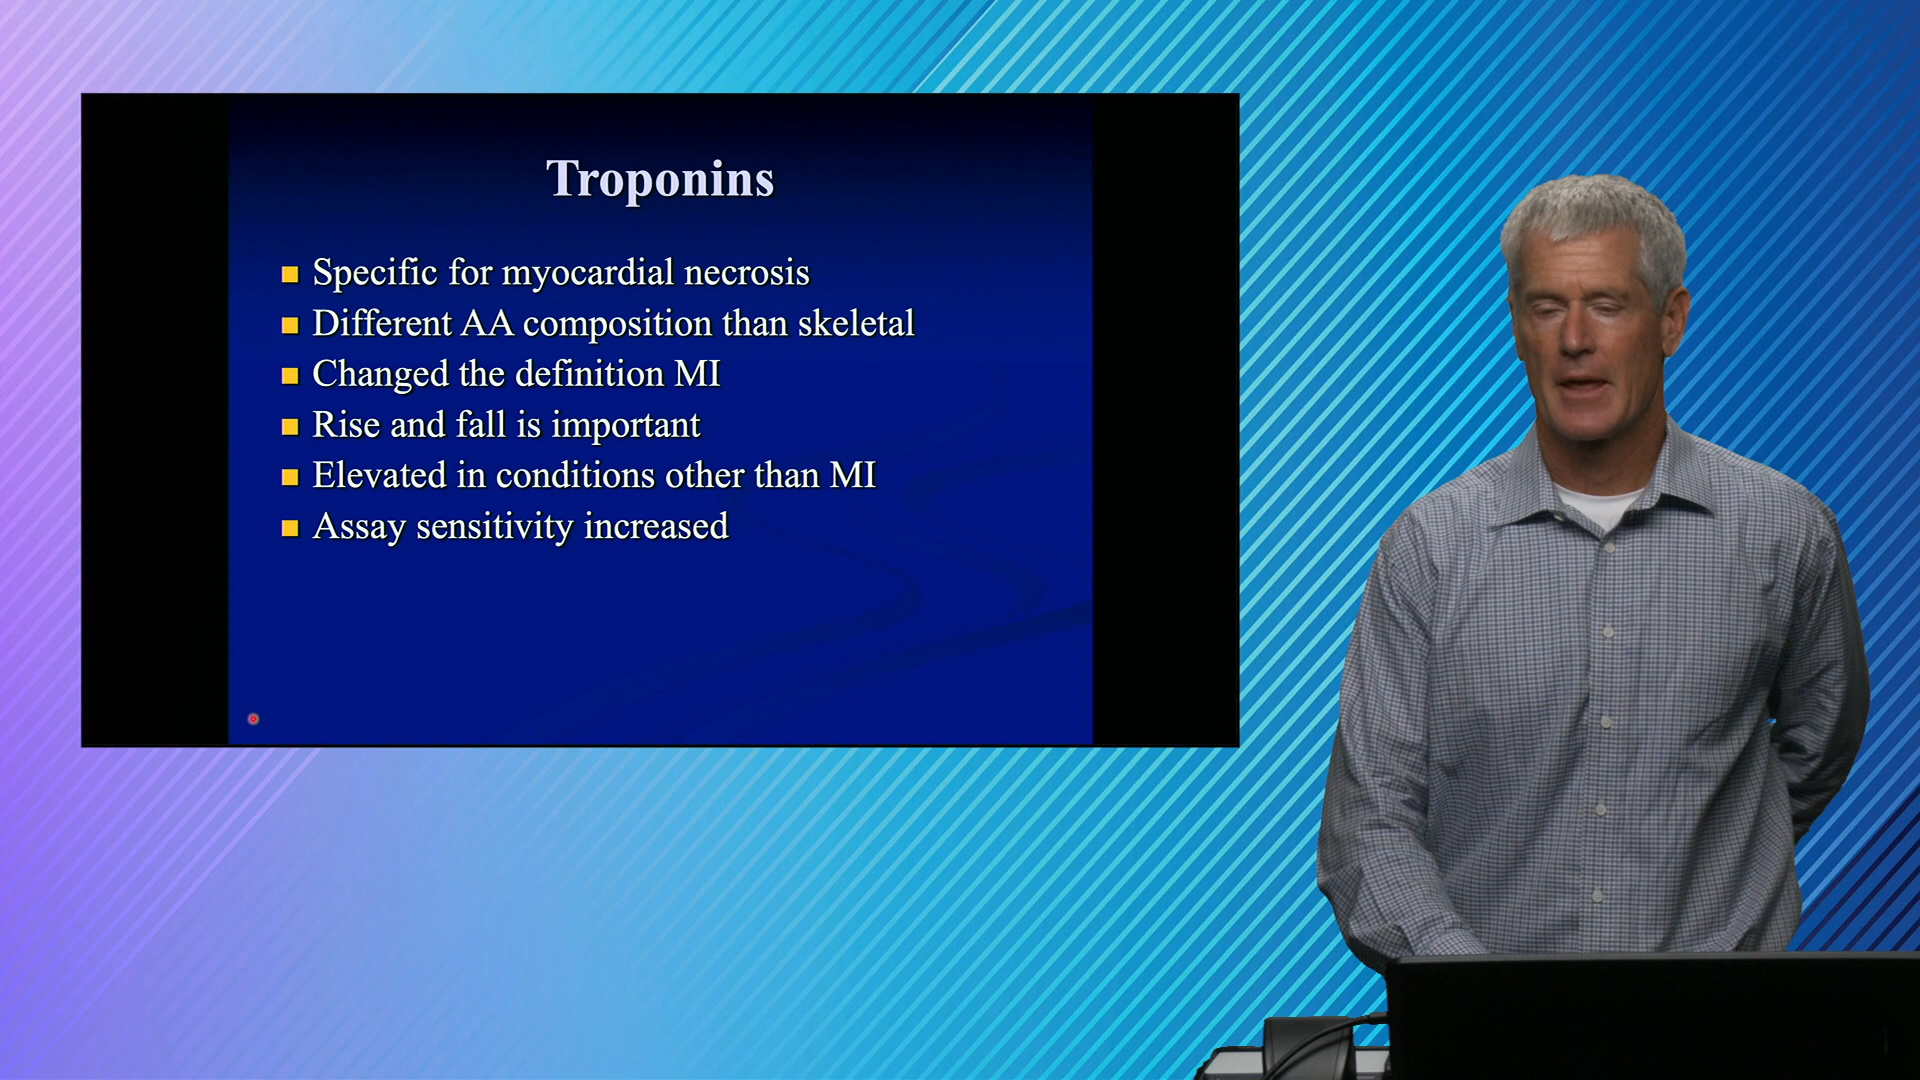 Troponins
Specific for myocardial necrosis
Different AA composition than skeletal
Changed the definition MI
Rise and fall is important
Elevated in conditions other than MI
Assay sensitivity increased